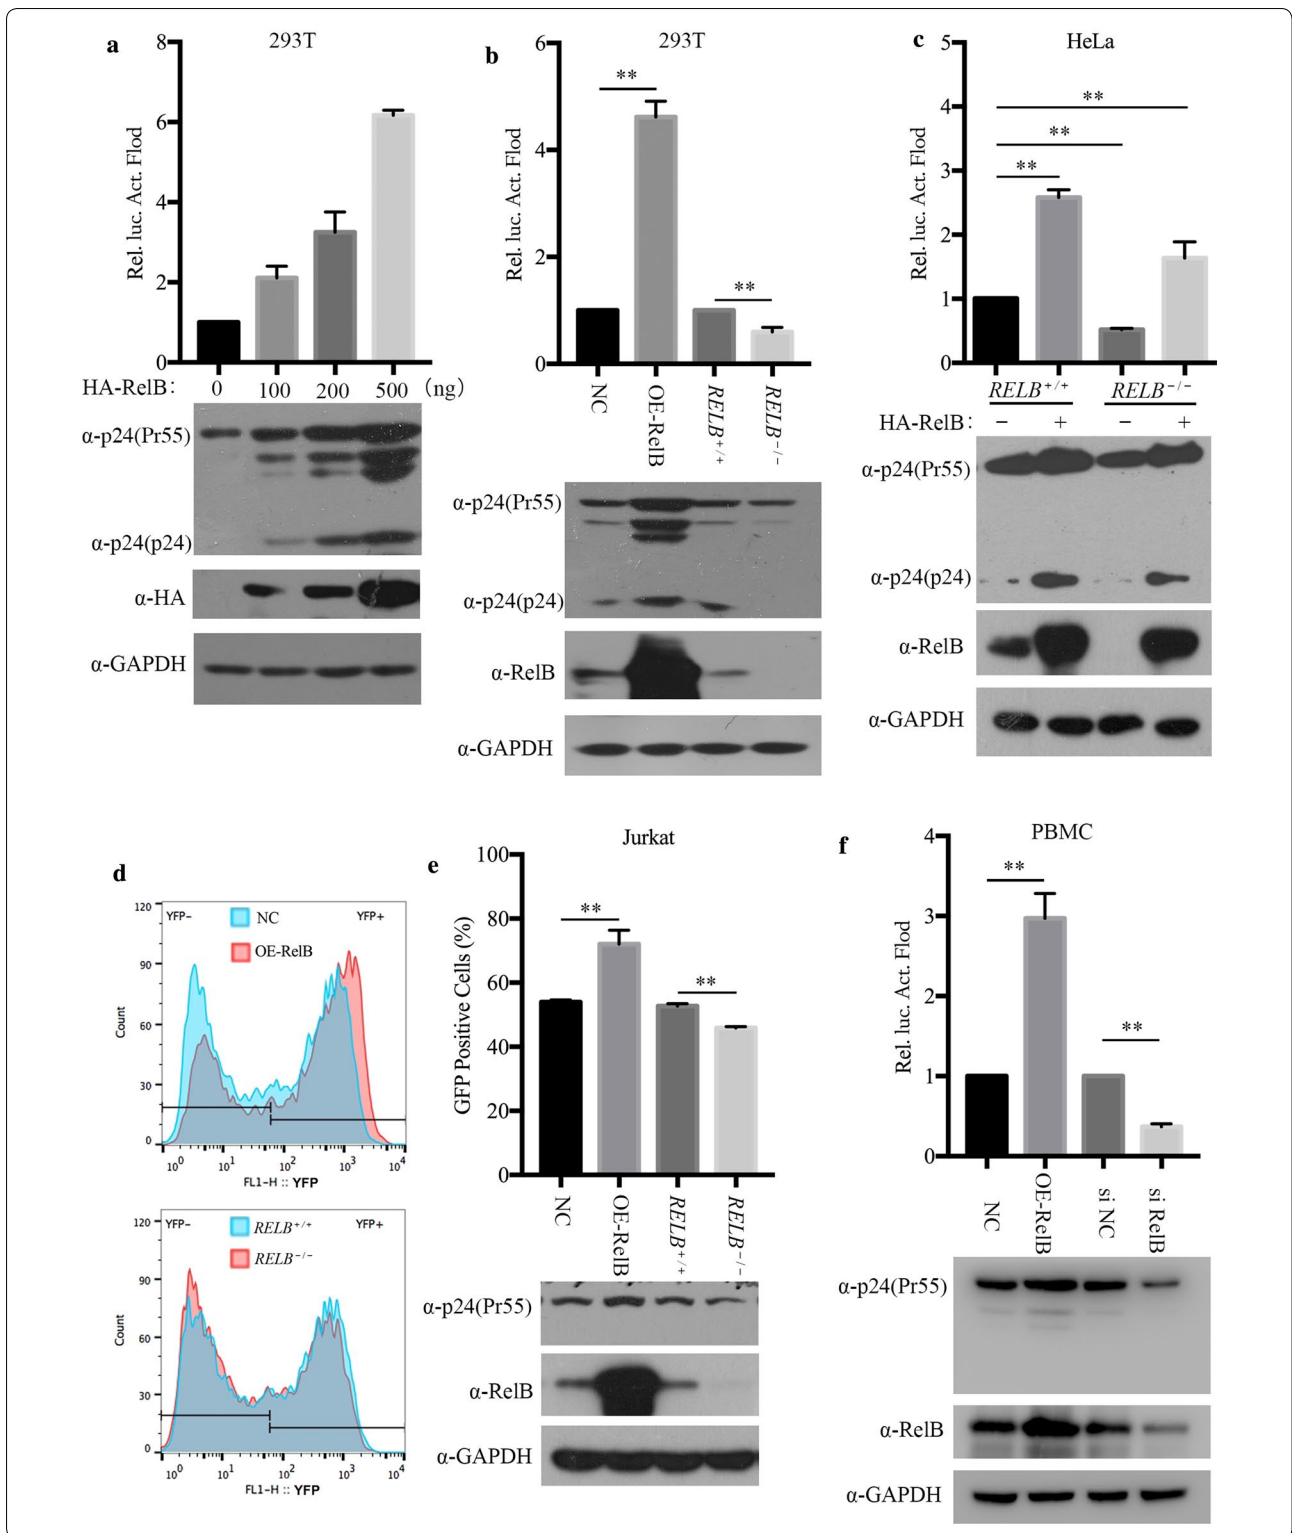 a
293T
8
6
4
2
0
Rel. luc. Act. Flod
HA-RelB: 0 100 200 500 (ng)
α-p24(Pr55)
α-p24(p24)
α-HA
α-GAPDH
b
293T
6
4
2
0
Rel. luc. Act. Flod
NC
OE-RelB
RELB+/+
RELB−/−
α-p24(Pr55)
α-p24(p24)
α-RelB
α-GAPDH
**
**
c
HeLa
5
4
3
2
1
0
Rel. luc. Act. Flod
**
**
**
RELB+/+ RELB−/−
HA-RelB: − + − +
α-p24(Pr55)
α-p24(p24)
α-RelB
α-GAPDH
d
120
90
60
30
0
Count
YFP- YFP+
NC
OE-RelB
10^0 10^1 10^2 10^3 10^4
FL1-H :: YFP
120
90
60
30
0
Count
YFP- YFP+
RELB+/+
RELB−/−
10^0 10^1 10^2 10^3 10^4
FL1-H :: YFP
e
Jurkat
100
80
60
40
20
0
GFP Positive Cells (%)
**
**
NC
OE-RelB
RELB+/+
RELB−/−
α-p24(Pr55)
α-RelB
α-GAPDH
f
PBMC
4
3
2
1
0
Rel. luc. Act. Flod
**
**
NC
OE-RelB
si NC
si RelB
α-p24(Pr55)
α-RelB
α-GAPDH